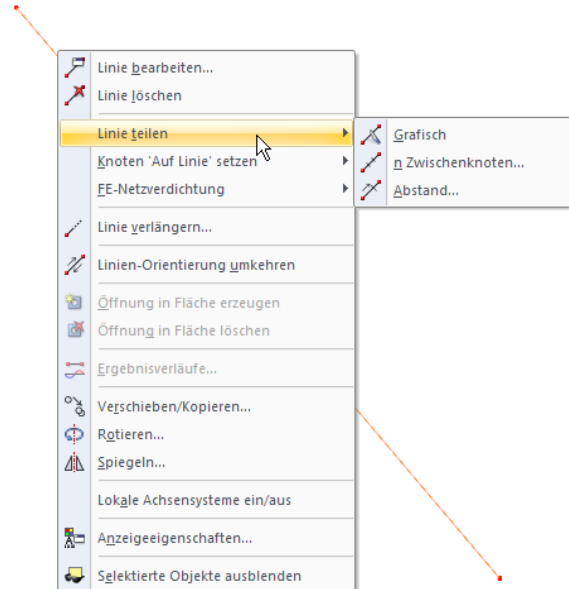 Linie bearbeiten...
Linie löschen
Linie teilen
Grafisch
Knoten 'Auf Linie' setzen
n Zwischenknoten...
FE-Netzverdichtung
Abstand...
Linie verlängern...
Linien-Orientierung umkehren
Öffnung in Fläche erzeugen
Öffnung in Fläche löschen
Ergebnisverläufe...
Verschieben/Kopieren...
Rotieren...
Spiegeln...
Lokale Achsensysteme ein/aus
Anzeigeeigenschaften...
Selektierte Objekte ausblenden